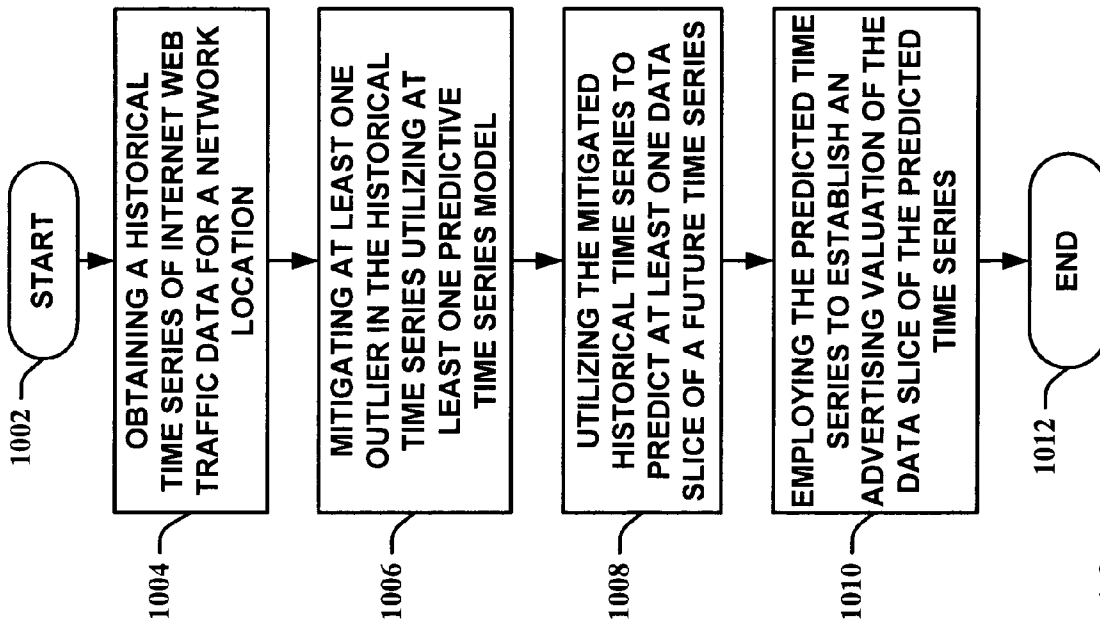 1002
START
1004
OBTAINING A HISTORICAL
TIME SERIES OF INTERNET WEB
TRAFFIC DATA FOR A NETWORK
LOCATION
1006
MITIGATING AT LEAST ONE
OUTLIER IN THE HISTORICAL
TIME SERIES UTILIZING AT
LEAST ONE PREDICTIVE
TIME SERIES MODEL
1008
UTILIZING THE MITIGATED
HISTORICAL TIME SERIES TO
PREDICT AT LEAST ONE DATA
SLICE OF A FUTURE TIME SERIES
1010
EMPLOYING THE PREDICTED TIME
SERIES TO ESTABLISH AN
ADVERTISING VALUATION OF THE
DATA SLICE OF THE PREDICTED
TIME SERIES
1012
END